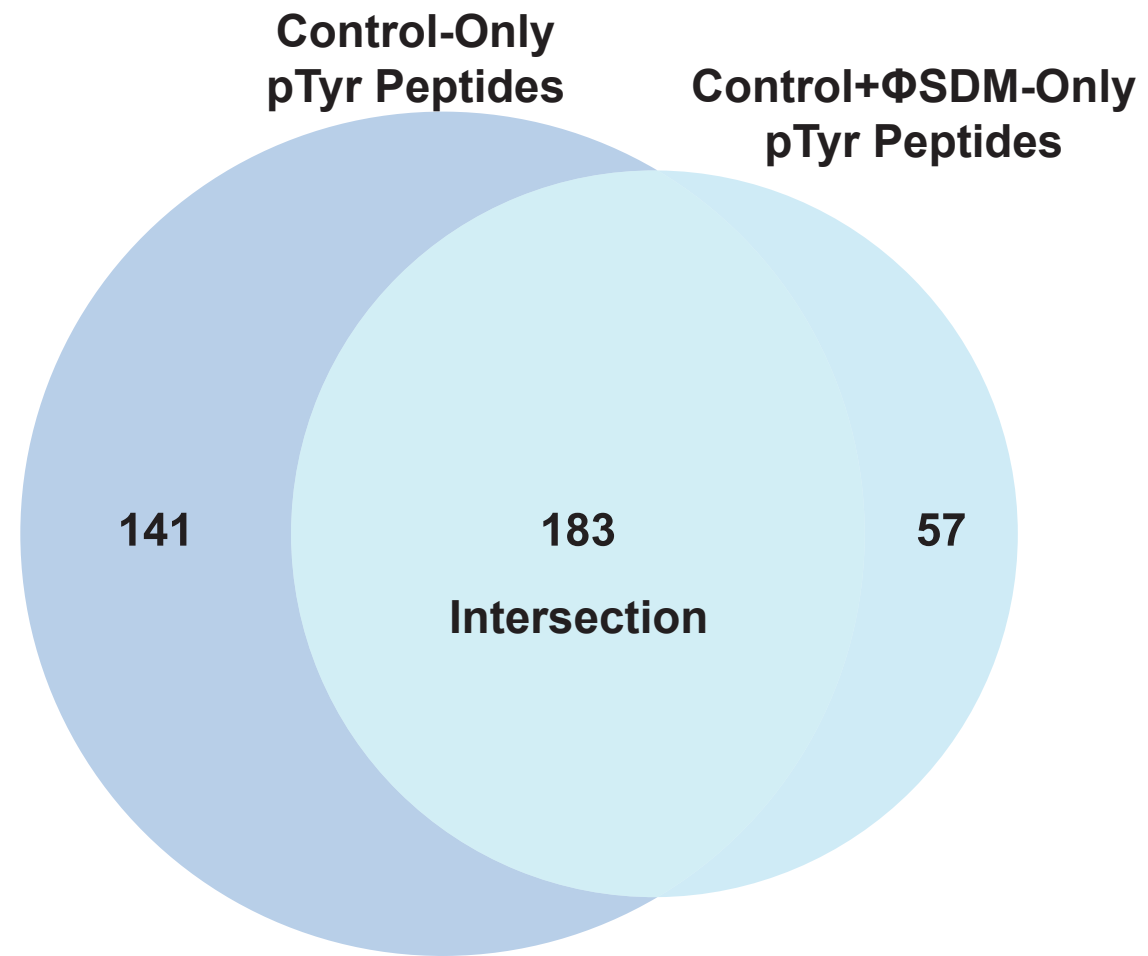 Control-Only
pTyr Peptides
Control+ΦSDM-Only
pTyr Peptides
141
183
57
Intersection